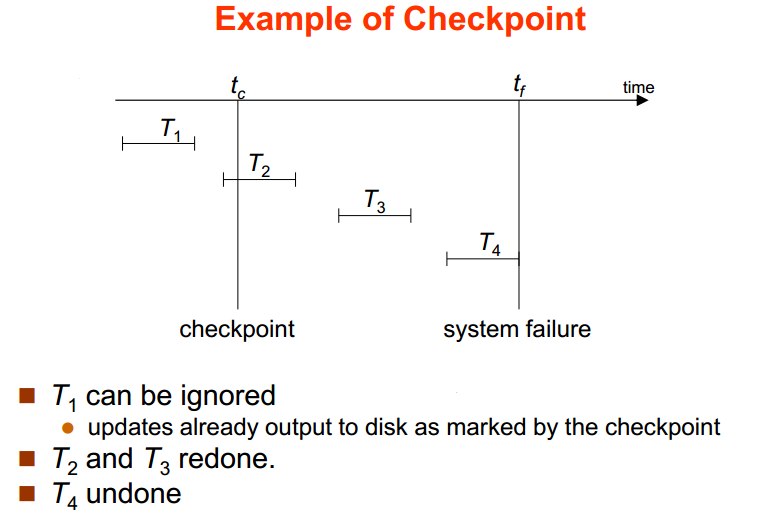 Example of Checkpoint
tc tf time
T1
T2
T3
T4
checkpoint system failure
T1 can be ignored
updates already output to disk as marked by the checkpoint
T2 and T3 redone.
T4 undone